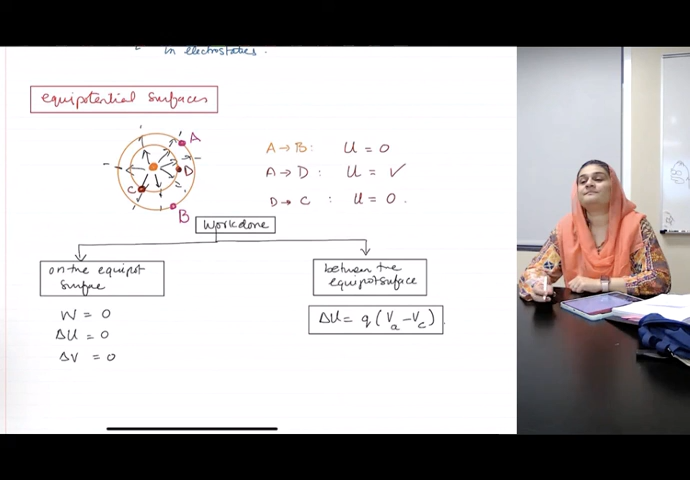 in electrostatics.
equipotential surfaces
A
D
C
B
A → B: U = 0
A → D: U = ✓
D → C : U = 0.
Workdone
on the equipot
surface
between the
equipotsurface
W = 0
ΔU = 0
ΔV = 0
ΔU = q(Va - Vc)